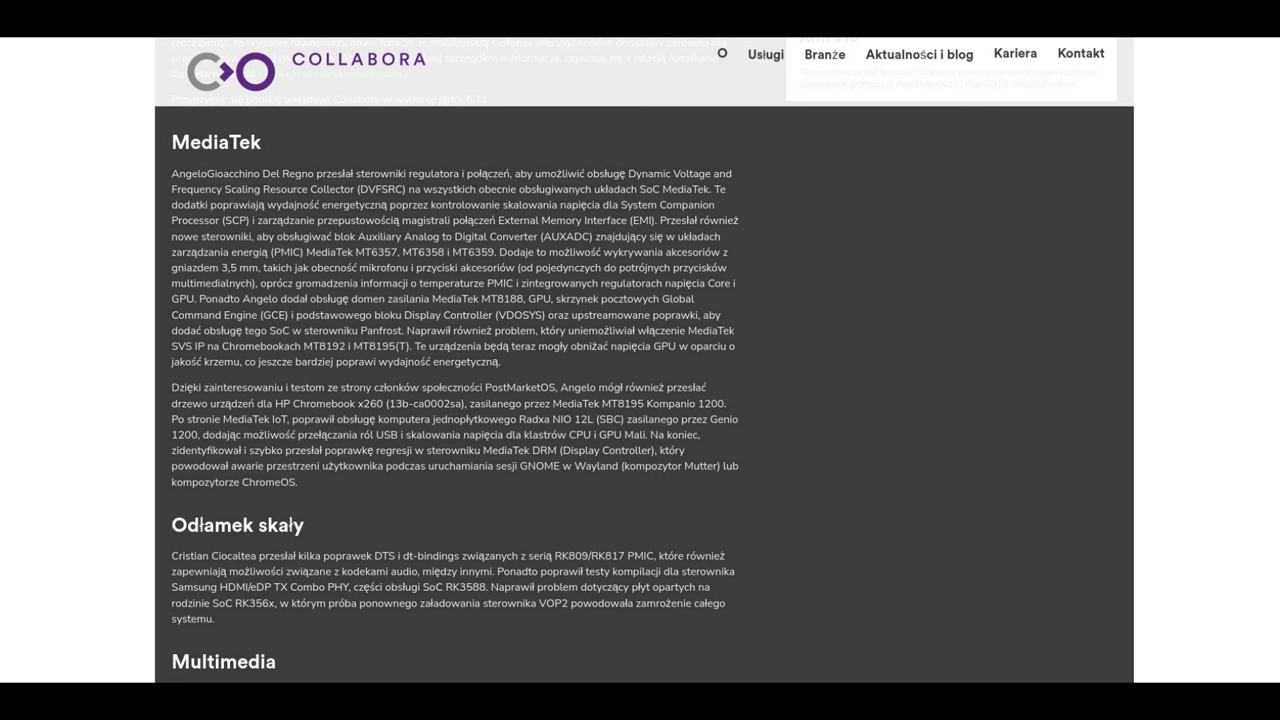 COLLABORA
O Usługi Branże Aktualności i blog Kariera Kontakt
Przyjrzyjmy się poniżej wkładowi Collabora w wydanie jądra 6.11.
MediaTek
AngeloGioacchino Del Regno przesłał sterowniki regulatora i połączeń, aby umożliwić obsługę Dynamic Voltage and
Frequency Scaling Resource Collector (DVFSRC) na wszystkich obecnie obsługiwanych układach SoC MediaTek. Te
dodatki poprawiają wydajność energetyczną poprzez kontrolowanie skalowania napięcia dla System Companion
Processor (SCP) i zarządzanie przepustowością magistrali połączeń External Memory Interface (EMI). Przesłał również
nowe sterowniki, aby obsługiwać blok Auxiliary Analog to Digital Converter (AUXADC) znajdujący się w układach
zarządzania energią (PMIC) MediaTek MT6357, MT6358 i MT6359. Dodaje to możliwość wykrywania akcesoriów z
gniazdem 3,5 mm, takich jak obecność mikrofonu i przyciski akcesoriów (od pojedynczych do potrójnych przycisków
multimedialnych), oprócz gromadzenia informacji o temperaturze PMIC i zintegrowanych regulatorach napięcia Core i
GPU. Ponadto Angelo dodał obsługę domen zasilania MediaTek MT8188, GPU, skrzynek pocztowych Global
Command Engine (GCE) i podstawowego bloku Display Controller (VDOSYS) oraz upstreamowane poprawki, aby
dodać obsługę tego SoC w sterowniku Panfrost. Naprawił również problem, który uniemożliwiał włączenie MediaTek
SVS IP na Chromebookach MT8192 i MT8195(T). Te urządzenia będą teraz mogły obniżać napięcia GPU w oparciu o
jakość krzemu, co jeszcze bardziej poprawi wydajność energetyczną.
Dzięki zainteresowaniu i testom ze strony członków społeczności PostMarketOS, Angelo mógł również przesłać
drzewo urządzeń dla HP Chromebook x260 (13b-ca0002sa), zasilanego przez MediaTek MT8195 Kompanio 1200.
Po stronie MediaTek IoT, poprawił obsługę komputera jednopłytkowego Radxa NIO 12L (SBC) zasilanego przez Genio
1200, dodając możliwość przełączania ról USB i skalowania napięcia dla klastrów CPU i GPU Mali. Na koniec,
zidentyfikował i szybko przesłał poprawkę regresji w sterowniku MediaTek DRM (Display Controller), który
powodował awarie przestrzeni użytkownika podczas uruchamiania sesji GNOME w Wayland (kompozytor Mutter) lub
kompozytorze ChromeOS.
Odłamek skały
Cristian Ciocaltea przesłał kilka poprawek DTS i dt-bindings związanych z serią RK809/RK817 PMIC, które również
zapewniają możliwości związane z kodekami audio, między innymi. Ponadto poprawił testy kompilacji dla sterownika
Samsung HDMI/eDP TX Combo PHY, części obsługi SoC RK3588. Naprawił problem dotyczący płyt opartych na
rodzinie SoC RK356x, w którym próba ponownego załadowania sterownika VOP2 powodowała zamrożenie całego
systemu.
Multimedia